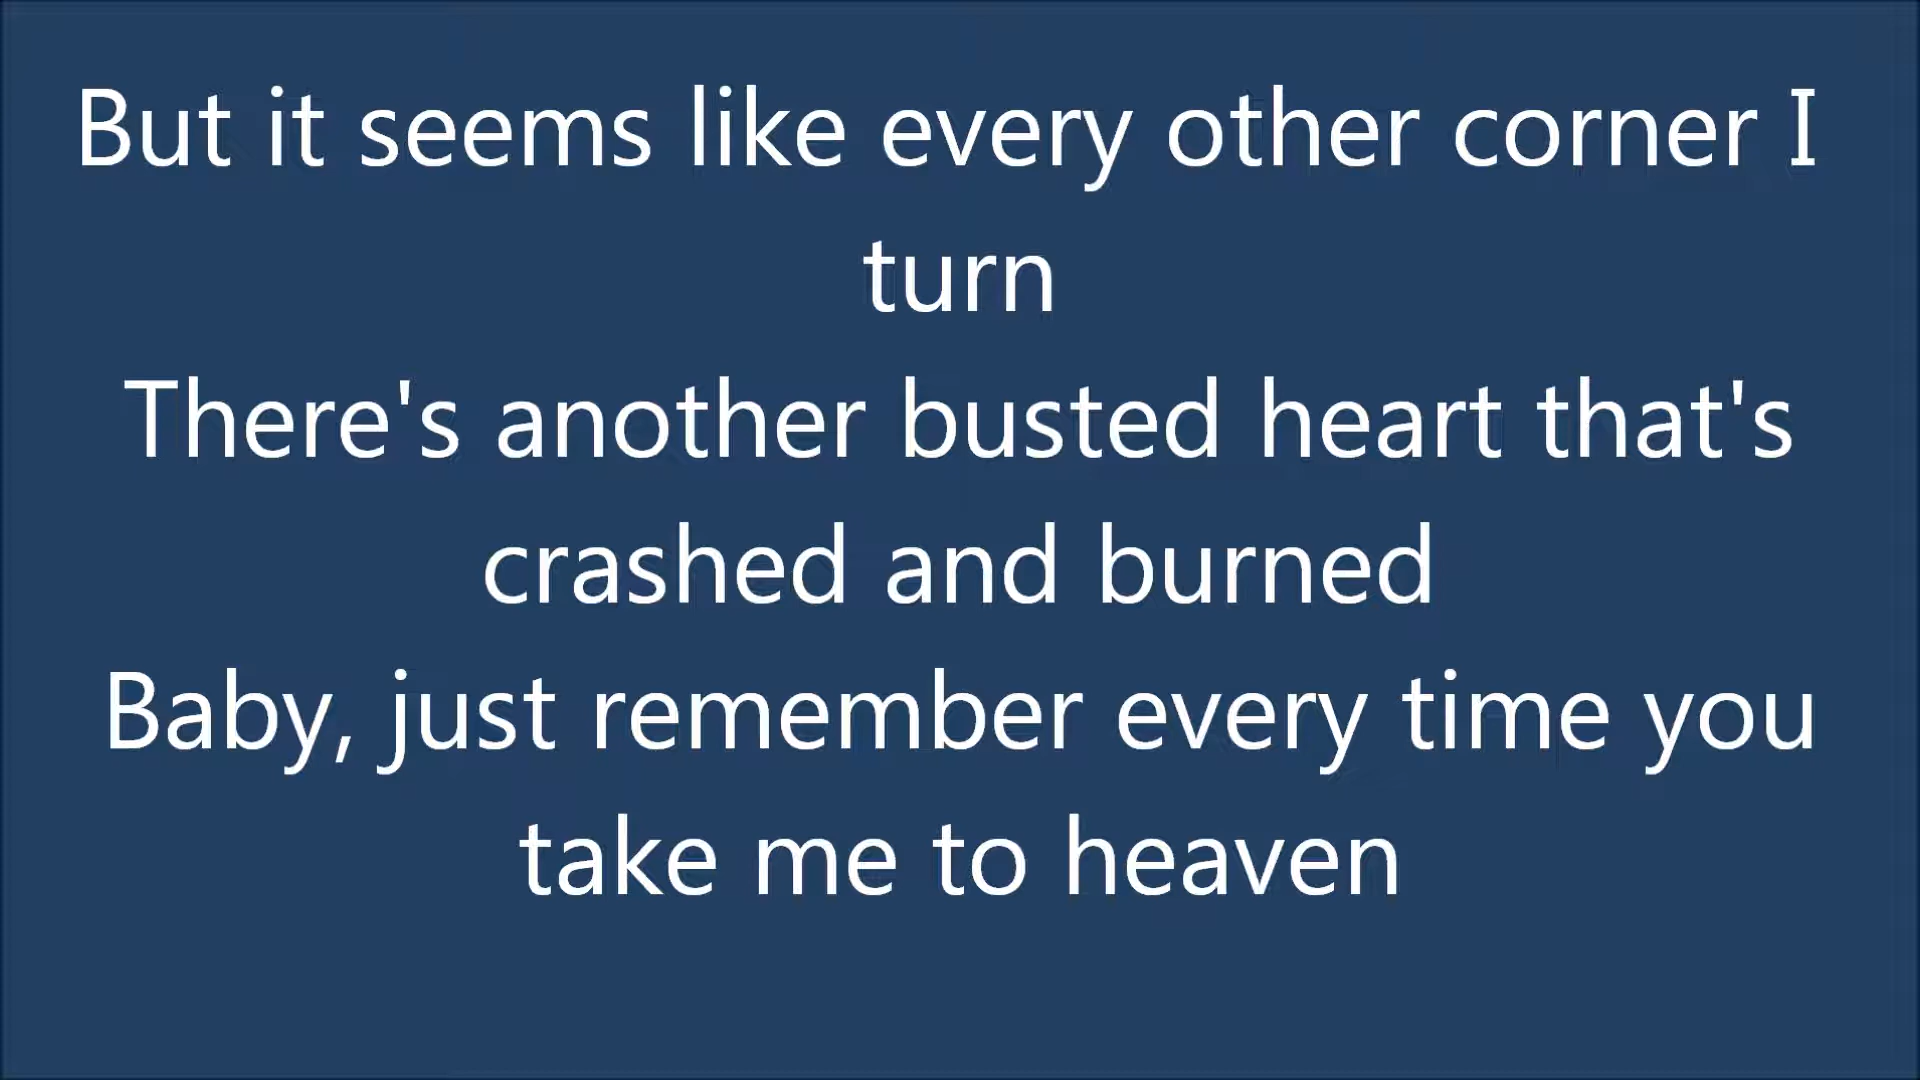 But it seems like every other corner I
turn
There's another busted heart that's
crashed and burned
Baby, just remember every time you
take me to heaven